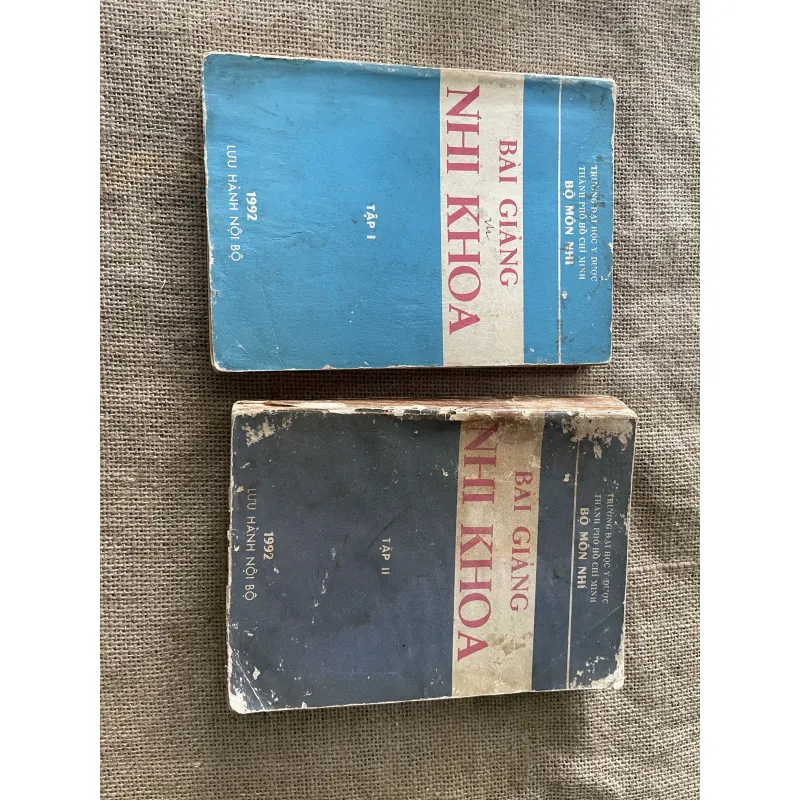 TRƯỜNG ĐẠI HỌC Y DƯỢC
THÀNH PHỐ HỒ CHÍ MINH
BỘ MÔN NHI
BÀI GIẢNG
NHI KHOA
TẬP I
1992
LƯU HÀNH NỘI BỘ
TRƯỜNG ĐẠI HỌC Y DƯỢC
THÀNH PHỐ HỒ CHÍ MINH
BỘ MÔN NHI
BÀI GIẢNG
NHI KHOA
TẬP II
1992
LƯU HÀNH NỘI BỘ